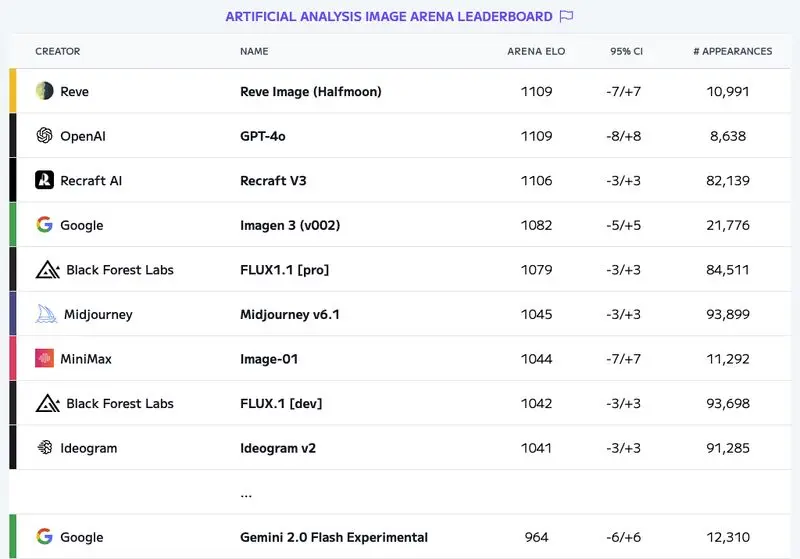 ARTIFICIAL ANALYSIS IMAGE ARENA LEADERBOARD
CREATOR NAME ARENA ELO 95% CI # APPEARANCES
Reve Reve Image (Halfmoon) 1109 -7/+7 10,991
OpenAI GPT-4o 1109 -8/+8 8,638
Recraft AI Recraft V3 1106 -3/+3 82,139
Google Imagen 3 (v002) 1082 -5/+5 21,776
Black Forest Labs FLUX1.1 [pro] 1079 -3/+3 84,511
Midjourney Midjourney v6.1 1045 -3/+3 93,899
MiniMax Image-01 1044 -7/+7 11,292
Black Forest Labs FLUX.1 [dev] 1042 -3/+3 93,698
Ideogram Ideogram v2 1041 -3/+3 91,285
...
Google Gemini 2.0 Flash Experimental 964 -6/+6 12,310